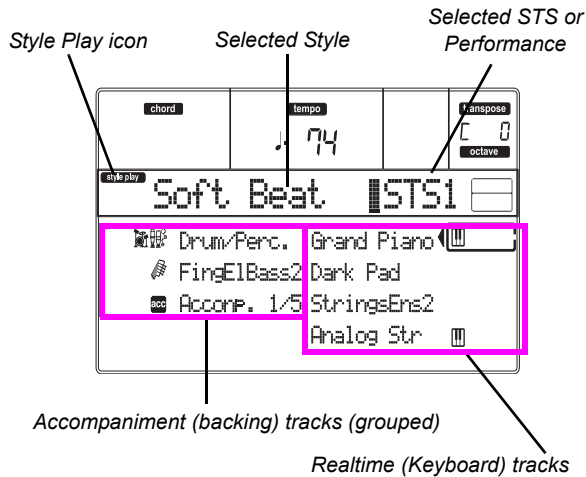 Selected STS or
Performance
Style Play icon
Selected Style
chord
tempo
transpose
♩= 74
C 0
octave
style play
Soft Beat STS1
Drum/Perc. Grand Piano
FingElBass2 Dark Pad
acc Accomp. 1/5 StringsEns2
Analog Str
Accompaniment (backing) tracks (grouped)
Realtime (Keyboard) tracks